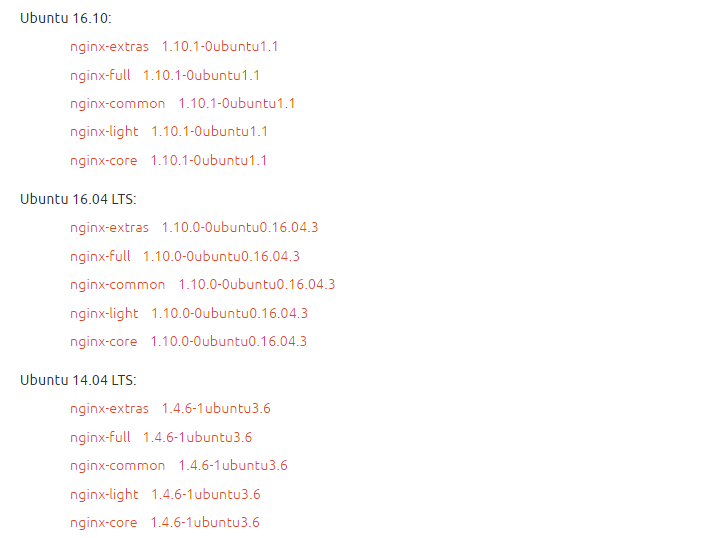 Ubuntu 16.10:
nginx-extras 1.10.1-0ubuntu1.1
nginx-full 1.10.1-0ubuntu1.1
nginx-common 1.10.1-0ubuntu1.1
nginx-light 1.10.1-0ubuntu1.1
nginx-core 1.10.1-0ubuntu1.1
Ubuntu 16.04 LTS:
nginx-extras 1.10.0-0ubuntu0.16.04.3
nginx-full 1.10.0-0ubuntu0.16.04.3
nginx-common 1.10.0-0ubuntu0.16.04.3
nginx-light 1.10.0-0ubuntu0.16.04.3
nginx-core 1.10.0-0ubuntu0.16.04.3
Ubuntu 14.04 LTS:
nginx-extras 1.4.6-1ubuntu3.6
nginx-full 1.4.6-1ubuntu3.6
nginx-common 1.4.6-1ubuntu3.6
nginx-light 1.4.6-1ubuntu3.6
nginx-core 1.4.6-1ubuntu3.6